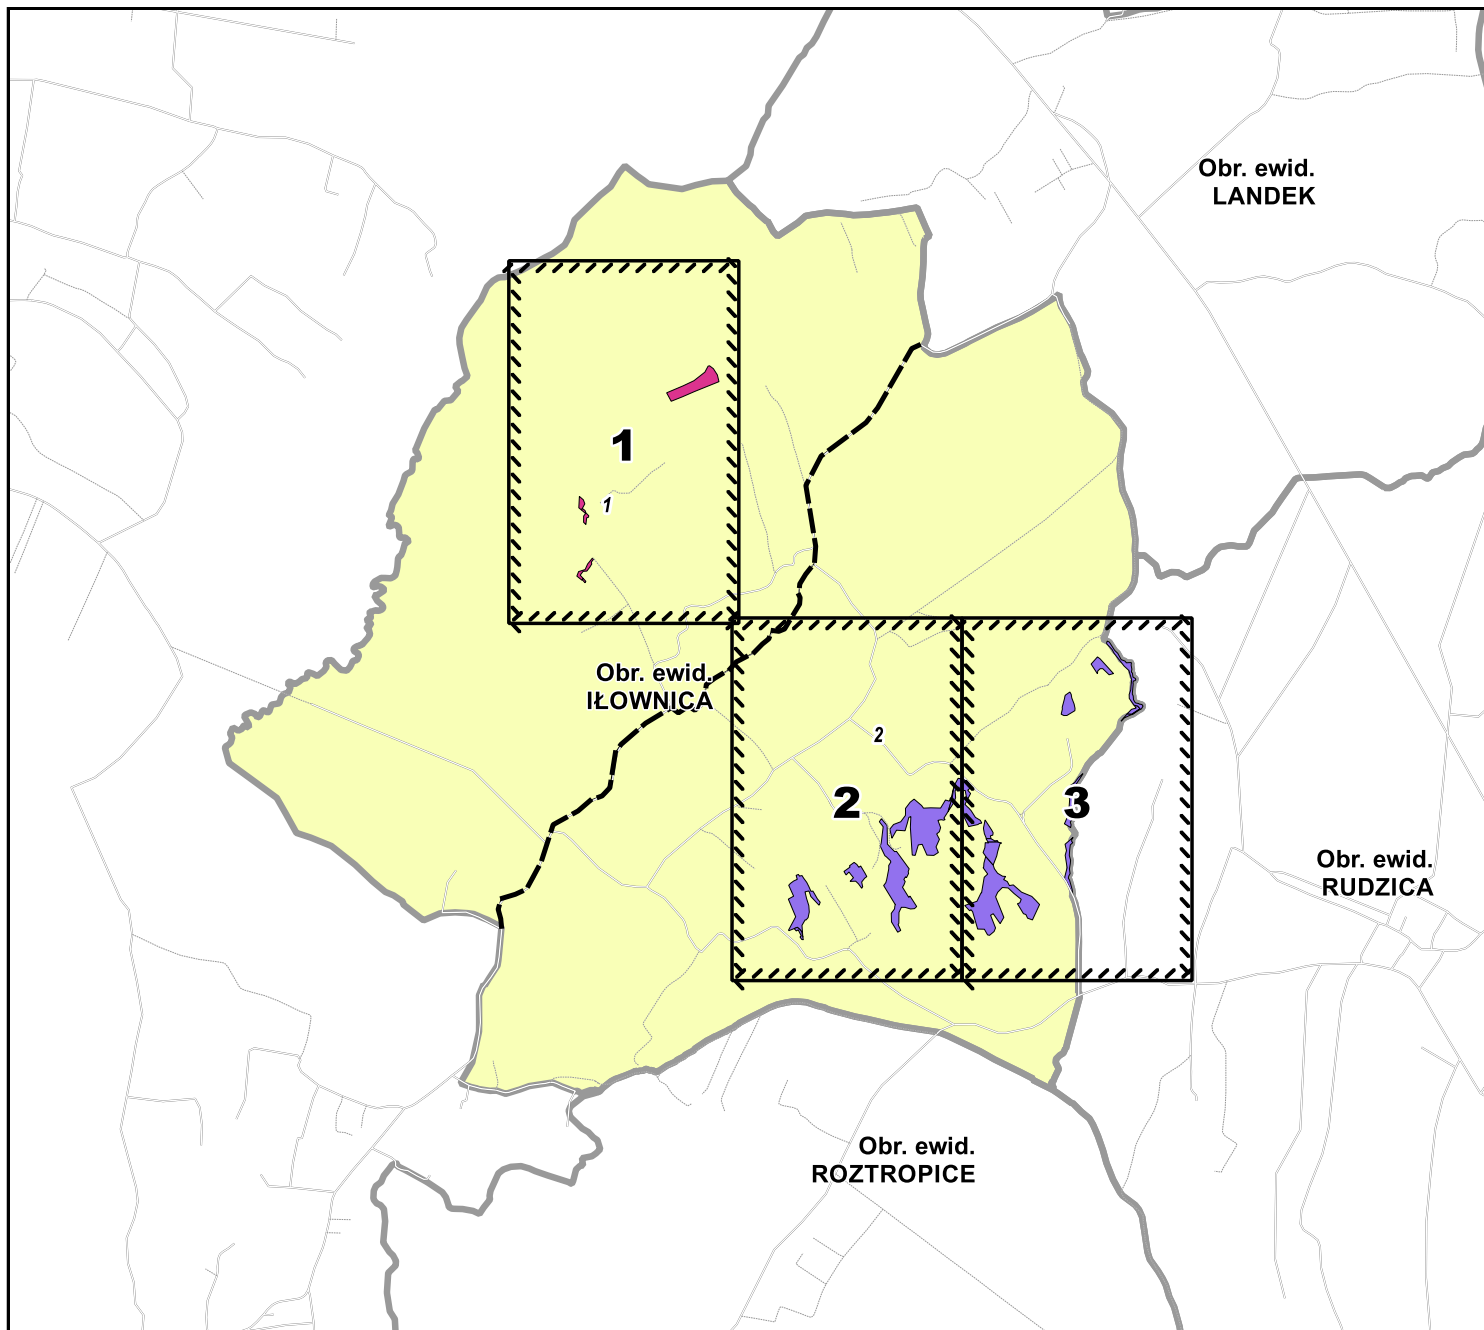 Obr. ewid.
LANDEK
1
1
Obr. ewid.
IŁOWNICA
2
2
3
Obr. ewid.
RUDZICA
Obr. ewid.
ROZTROPICE